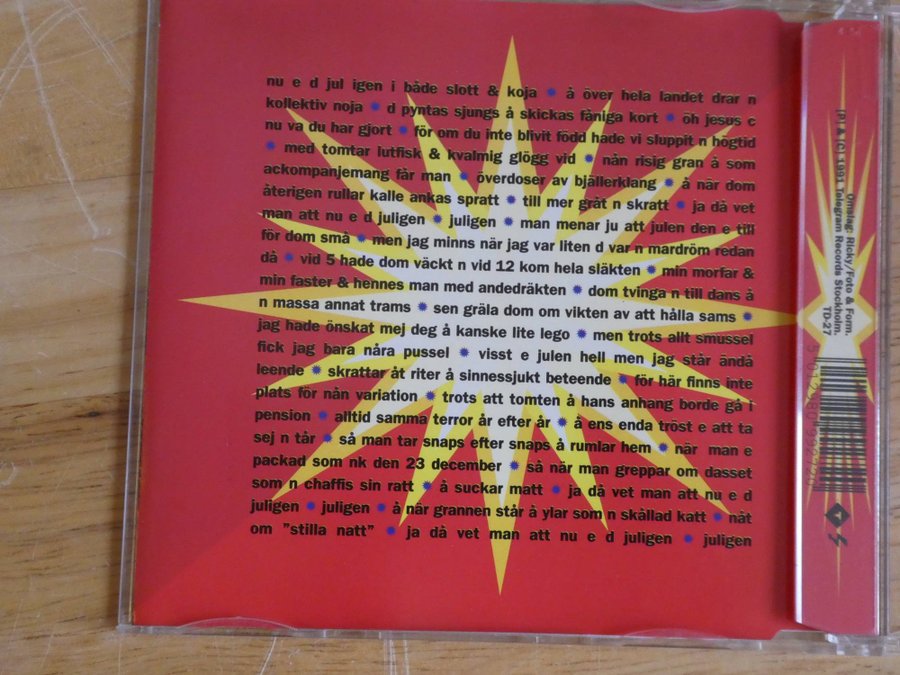 nu e d jul igen i både slott & koja * å över hela landet drar n
kollektiv noja * d pyntas sjungs å skickas fåniga kort * öh jesus c
nu va du har gjort * för om du inte blivit född hade vi sluppit n högtid
* med tomtar lutfisk & kvalmig glögg vid * nån risig gran å som
ackompanjemang får man * överdoser av bjällerklang * å när dom
återigen rullar kalle ankas spratt * till mer gråt n skratt * ja då vet
man att nu e d juligen * juligen * man menar ju att julen den e till
för dom små * men jag minns när jag var liten d var n mardröm redan
då * vid 5 hade dom väckt n vid 12 kom hela släkten * min morfar &
min faster & hennes man med andedräkten * dom tvinga n till dans å
n massa annat trams * sen gräla dom om vikten av att hålla sams *
jag hade önskat mej deg å kanske lite lego * men trots allt smussel
fick jag bara nåra pussel * visst e julen hell men jag står ändå
leende * skrattar åt riter å sinnessjukt beteende * för här finns inte
plats för nån variation * trots att tomten å hans anhang borde gå i
pension * alltid samma terror år efter år * å ens enda tröst e att ta
sej n tår * så man tar snaps efter snaps å rumlar hem * när man e
packad som nk den 23 december * så när man greppar om dasset
som n chaffis sin ratt * å suckar matt * ja då vet man att nu e d
juligen * juligen * å när grannen står å ylar som n skållad katt * nåt
om "stilla natt" * ja då vet man att nu e d juligen * juligen
Omslag: Ricky/Foto & Form.
(P) & (C) 1991 Telegram Records Stockholm.
TD-27